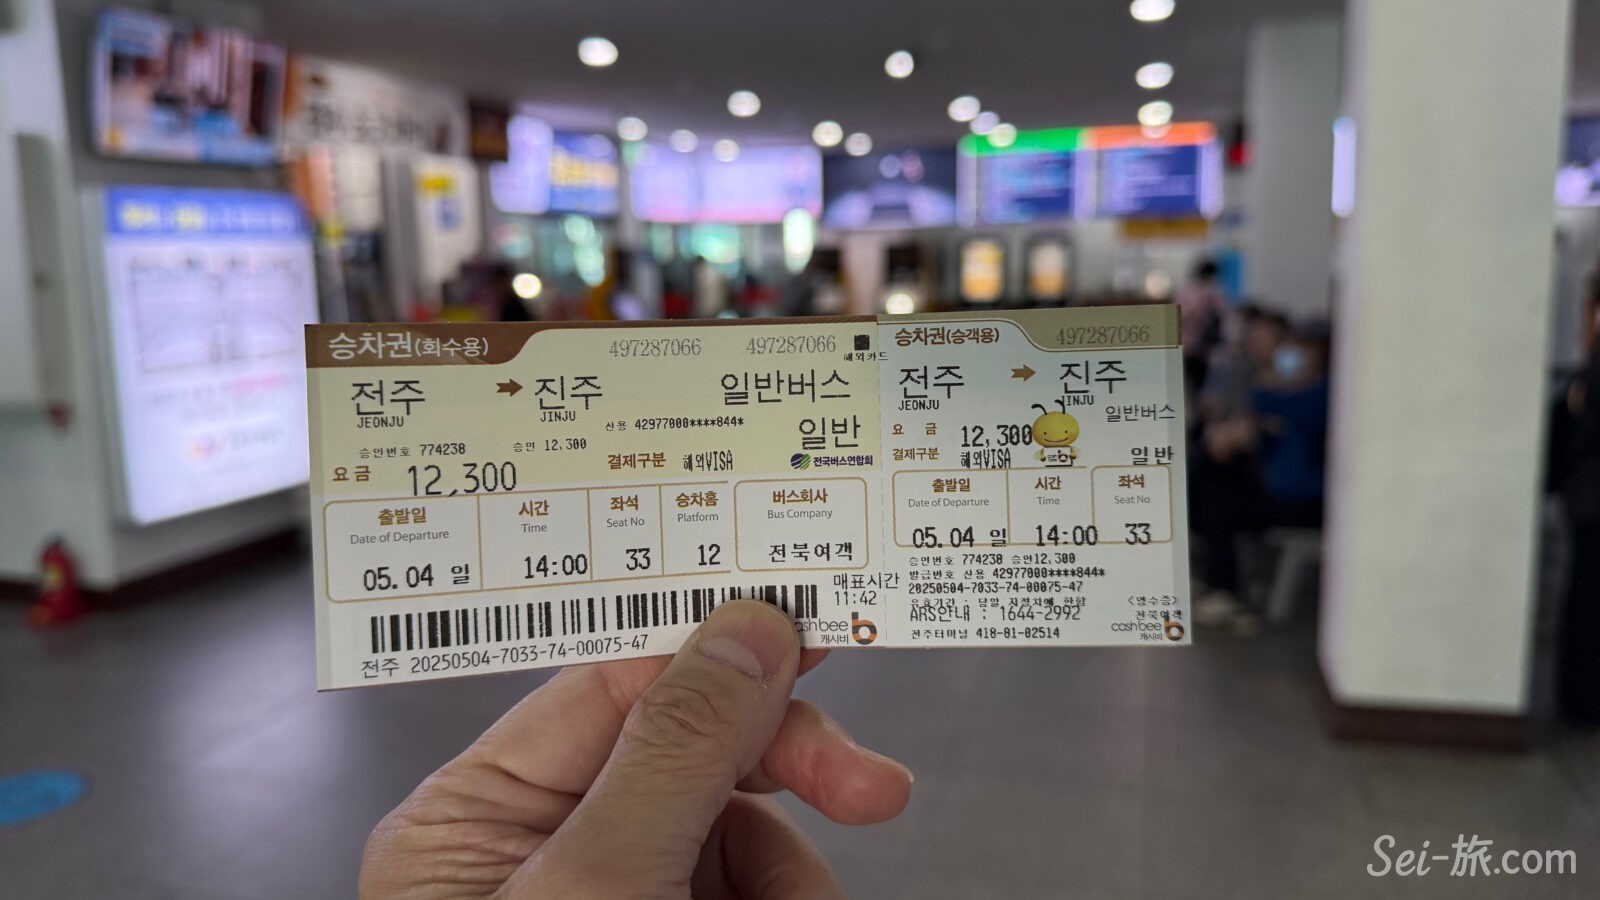 승차권(회수용)
497287066 497287066
해외카드
전주 → 진주 일반버스
JEONJU JINJU
산용 42977000****844*
일반
승인번호 774238 승인 12,300
요금 12,300
결제구분 해외VISA
전국버스연합회
출발일 시간 좌석 승차홈 버스회사
Date of Departure Time Seat No Platform Bus Company
05.04 일 14:00 33 12 전북여객
매표시간
11:42
cashbee
캐시비
전주 20250504-7033-74-00075-47
승차권(승객용)
497287066
전주 → 진주
JEONJU JINJU
일반버스
요금 12,300
결제구분 해외VISA
일반
출발일 시간 좌석
Date of Departure Time Seat No
05.04 일 14:00 33
승인번호 774238 승인12,300
발급번호 신용 42977000****844*
20250504-7033-74-00075-47
<영수증>
ARS안내 : 1644-2992
전북여객
전주터미널 418-81-02514
cashbee
캐시비
Sei-旅.com